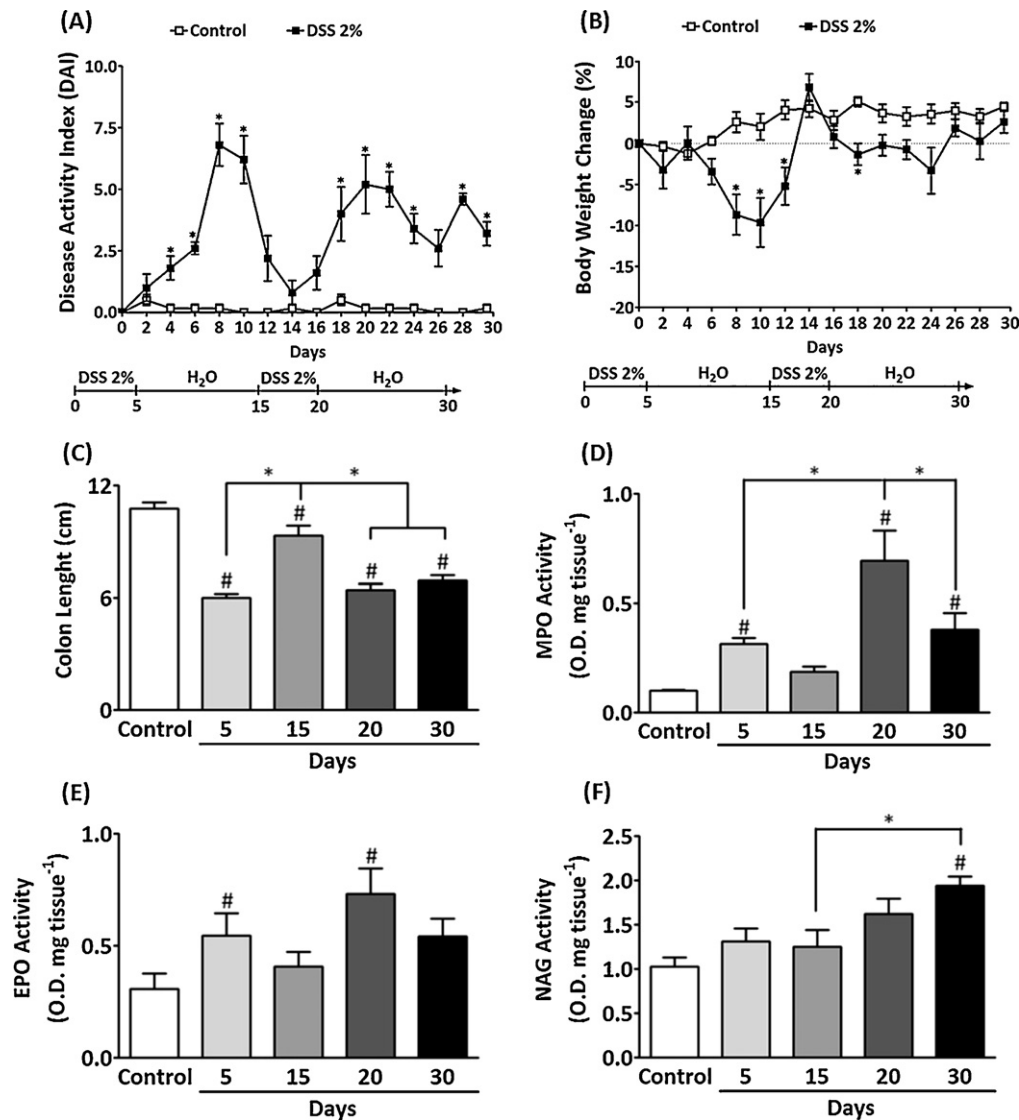 (A)
Control DSS 2%
Disease Activity Index (DAI)
10.0
7.5
5.0
2.5
0.0
* * * * * * * * * *
0 2 4 6 8 10 12 14 16 18 20 22 24 26 28 30
Days
DSS 2% H₂O DSS 2% H₂O
0 5 15 20 30
(B)
Control DSS 2%
Body Weight Change (%)
10
5
0
-5
-10
-15
-20
* * * *
0 2 4 6 8 10 12 14 16 18 20 22 24 26 28 30
Days
DSS 2% H₂O DSS 2% H₂O
0 5 15 20 30
(C)
Colon Lenght (cm)
12
6
0
* *
# # # #
Control 5 15 20 30
Days
(D)
MPO Activity
(O.D. mg tissue⁻¹)
1.0
0.5
0.0
* *
# # #
Control 5 15 20 30
Days
(E)
EPO Activity
(O.D. mg tissue⁻¹)
1.0
0.5
0.0
# #
Control 5 15 20 30
Days
(F)
NAG Activity
(O.D. mg tissue⁻¹)
2.5
2.0
1.5
1.0
0.5
0.0
*
#
Control 5 15 20 30
Days